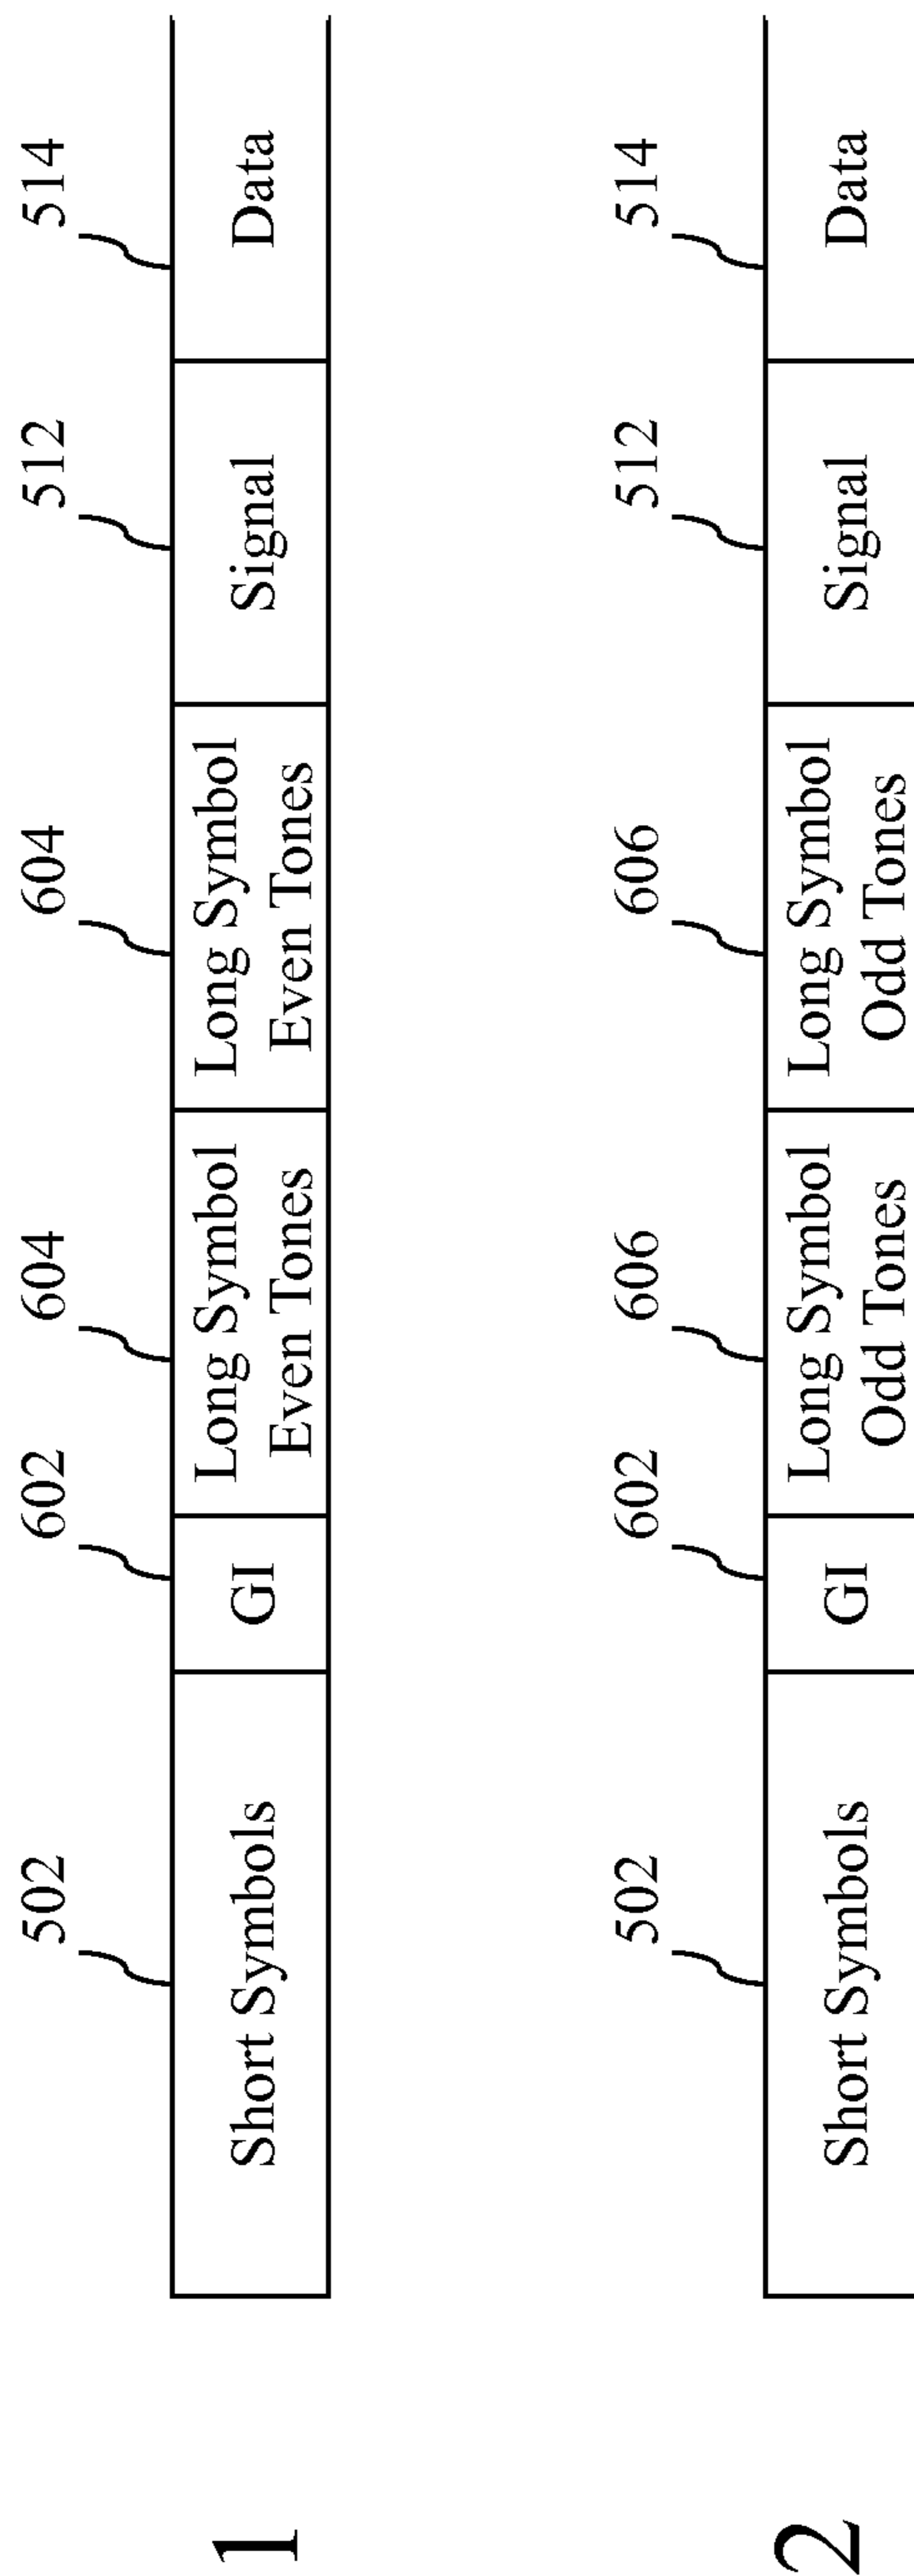 502
602
604
604
512
514
1
Short Symbols
GI
Long Symbol
Even Tones
Long Symbol
Even Tones
Signal
Data
502
602
606
606
512
514
2
Short Symbols
GI
Long Symbol
Odd Tones
Long Symbol
Odd Tones
Signal
Data